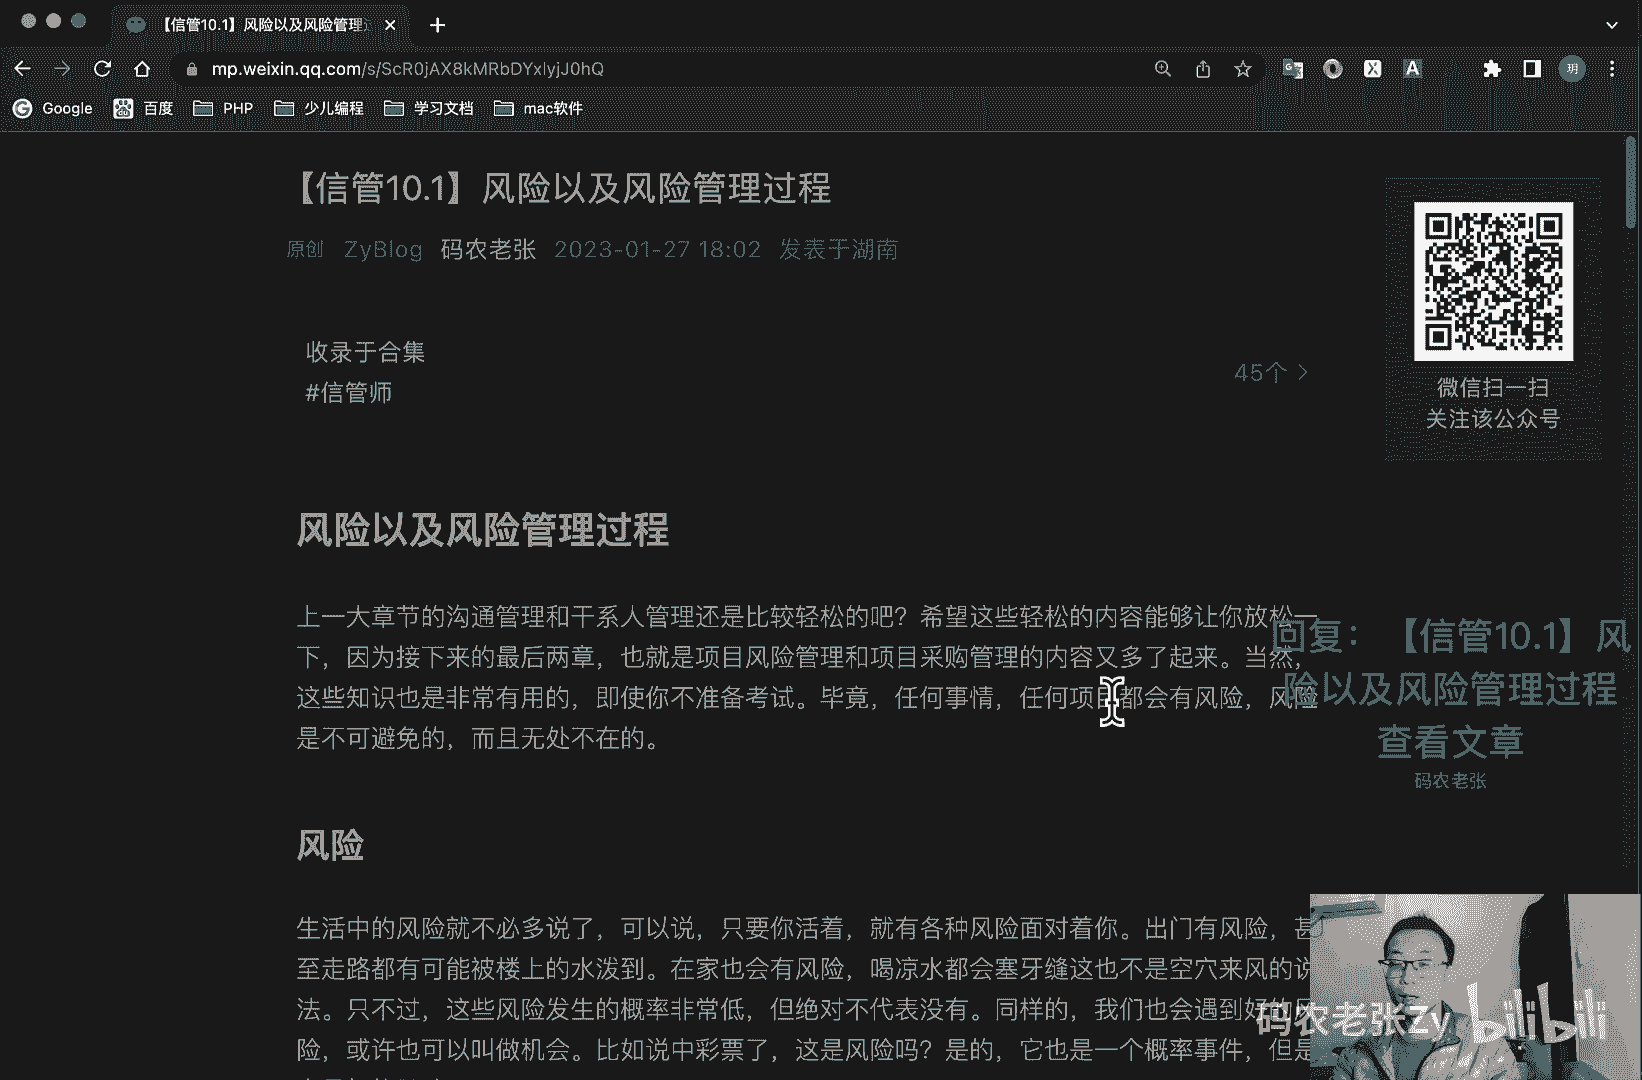 【信管10.1】风险以及风险管理过
mp.weixin.qq.com/s/ScR0jAX8kMRbDYxlyjJ0hQ
Google 百度 PHP 少儿编程 学习文档 mac软件
【信管10.1】风险以及风险管理过程
原创 ZyBlog 码农老张 2023-01-27 18:02 发表于湖南
收录于合集
#信管师
45个
微信扫一扫
关注该公众号
风险以及风险管理过程
上一大章节的沟通管理和干系人管理还是比较轻松的吧？希望这些轻松的内容能够让你放松一
下，因为接下来的最后两章，也就是项目风险管理和项目采购管理的内容又多了起来。当然，
这些知识也是非常有用的，即使你不准备考试。毕竟，任何事情，任何项目都会有风险，风险
是不可避免的，而且无处不在的。
回复：【信管10.1】风
险以及风险管理过程
查看文章
码农老张
风险
生活中的风险就不必多说了，可以说，只要你活着，就有各种风险面对着你。出门有风险，甚
至走路都有可能被楼上的水泼到。在家也会有风险，喝凉水都会塞牙缝这也不是空穴来风的说
法。只不过，这些风险发生的概率非常低，但绝对不代表没有。同样的，我们也会遇到好的风
险，或许也可以叫做机会。比如说中彩票了，这是风险吗？是的，它也是一个概率事件，但是
码农老张Zy bilibili